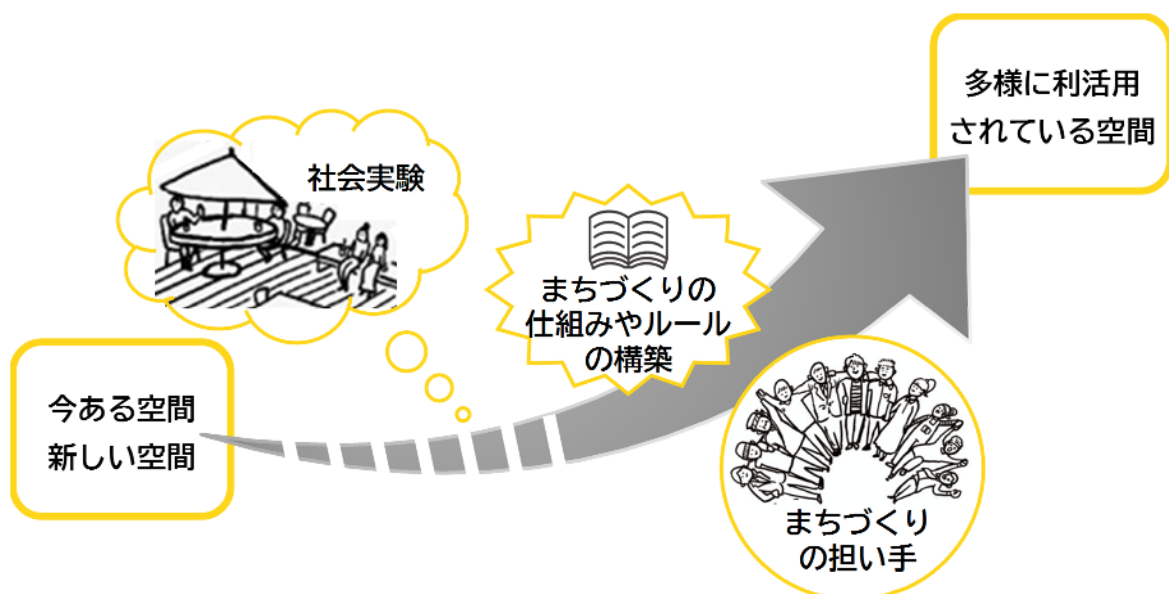 今ある空間
新しい空間
社会実験
まちづくりの
仕組みやルール
の構築
まちづくり
の担い手
多様に利活用
されている空間